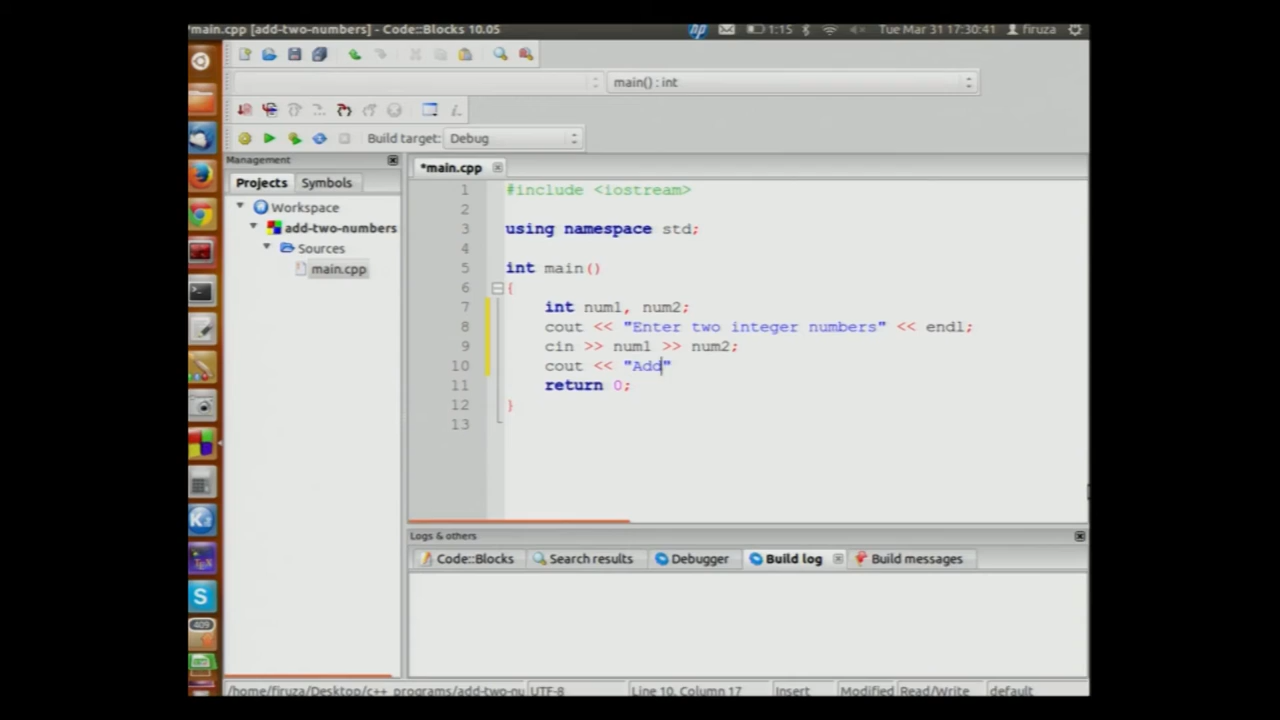 *main.cpp [add-two-numbers] - Code::Blocks 10.05
1:15
Tue Mar 31 17:30:41
firuza
main() : int
Build target: Debug
Management
Projects Symbols
Workspace
add-two-numbers
Sources
main.cpp
*main.cpp
1 #include <iostream>
2
3 using namespace std;
4
5 int main()
6 {
7 int num1, num2;
8 cout << "Enter two integer numbers" << endl;
9 cin >> num1 >> num2;
10 cout << "Add"
11 return 0;
12 }
13
Logs & others
Code::Blocks Search results Debugger Build log Build messages
409
/home/firuza/Desktop/c++_programs/add-two-nu UTF-8 Line 10, Column 17 Insert Modified Read/Write default